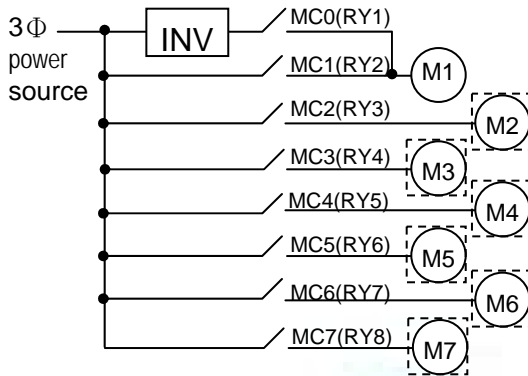 3Φ
power
source
INV
MC0(RY1)
MC1(RY2)
M1
MC2(RY3)
M2
MC3(RY4)
M3
MC4(RY5)
M4
MC5(RY6)
M5
MC6(RY7)
M6
MC7(RY8)
M7